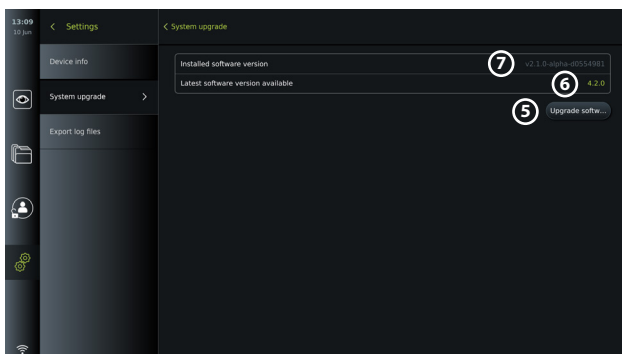 13:09
10 Jun
Settings
System upgrade
Device info
System upgrade
Export log files
Installed software version
7
v2.1.0-alpha-d0554981
Latest software version available
6
4.2.0
5
Upgrade softw...